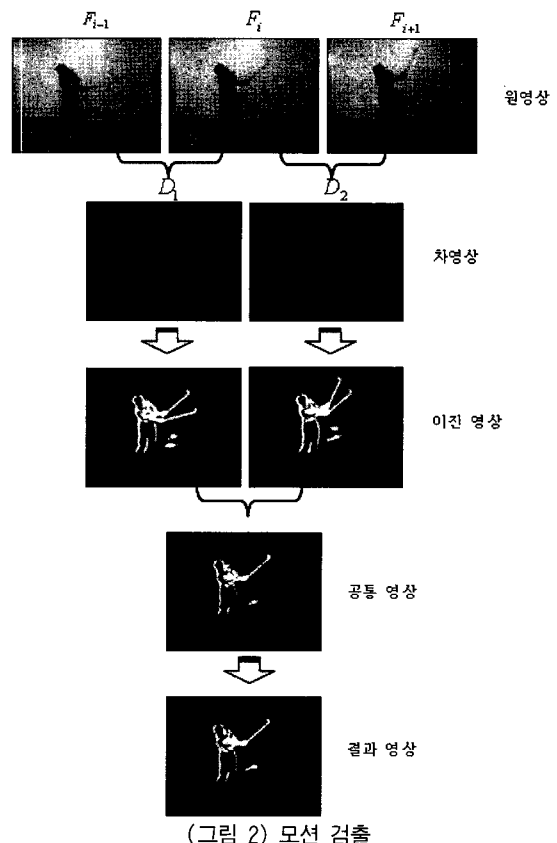 F_{i-1} F_i F_{i+1}
원영상
D_1 D_2
차영상
이진 영상
공통 영상
결과 영상
(그림 2) 모션 검출